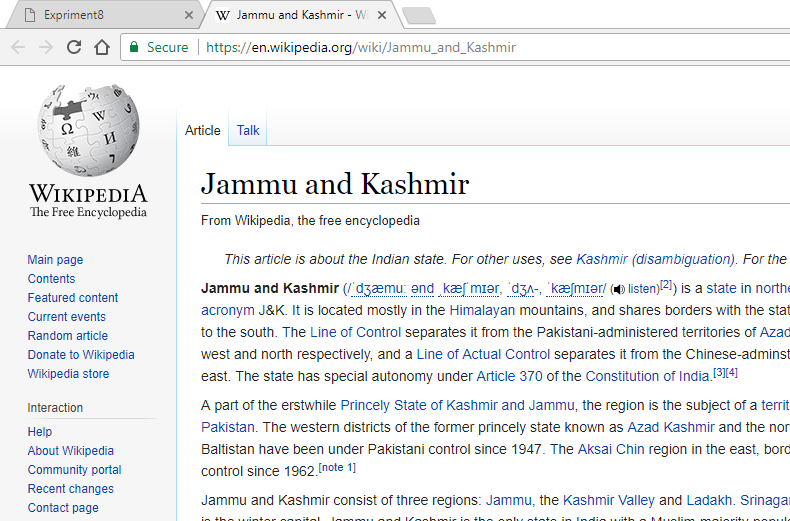 Expriment8
Jammu and Kashmir - Wi
Secure
https://en.wikipedia.org/wiki/Jammu_and_Kashmir
WIKIPEDIA
The Free Encyclopedia
Main page
Contents
Featured content
Current events
Random article
Donate to Wikipedia
Wikipedia store
Interaction
Help
About Wikipedia
Community portal
Recent changes
Contact page
Article
Talk
Jammu and Kashmir
From Wikipedia, the free encyclopedia
This article is about the Indian state. For other uses, see Kashmir (disambiguation). For the
Jammu and Kashmir (/ˈdʒæmuː ənd ˌkæʃˈmɪər, ˈdʒʌ-, ˈkæʃmɪər/ (listen)[2]) is a state in northe
acronym J&K. It is located mostly in the Himalayan mountains, and shares borders with the stat
to the south. The Line of Control separates it from the Pakistani-administered territories of Azad
west and north respectively, and a Line of Actual Control separates it from the Chinese-administ
east. The state has special autonomy under Article 370 of the Constitution of India.[3][4]
A part of the erstwhile Princely State of Kashmir and Jammu, the region is the subject of a territ
Pakistan. The western districts of the former princely state known as Azad Kashmir and the nor
Baltistan have been under Pakistani control since 1947. The Aksai Chin region in the east, bord
control since 1962.[note 1]
Jammu and Kashmir consist of three regions: Jammu, the Kashmir Valley and Ladakh. Srinagar
is the winter capital. Jammu and Kashmir is the only state in India with a Muslim-majority popul